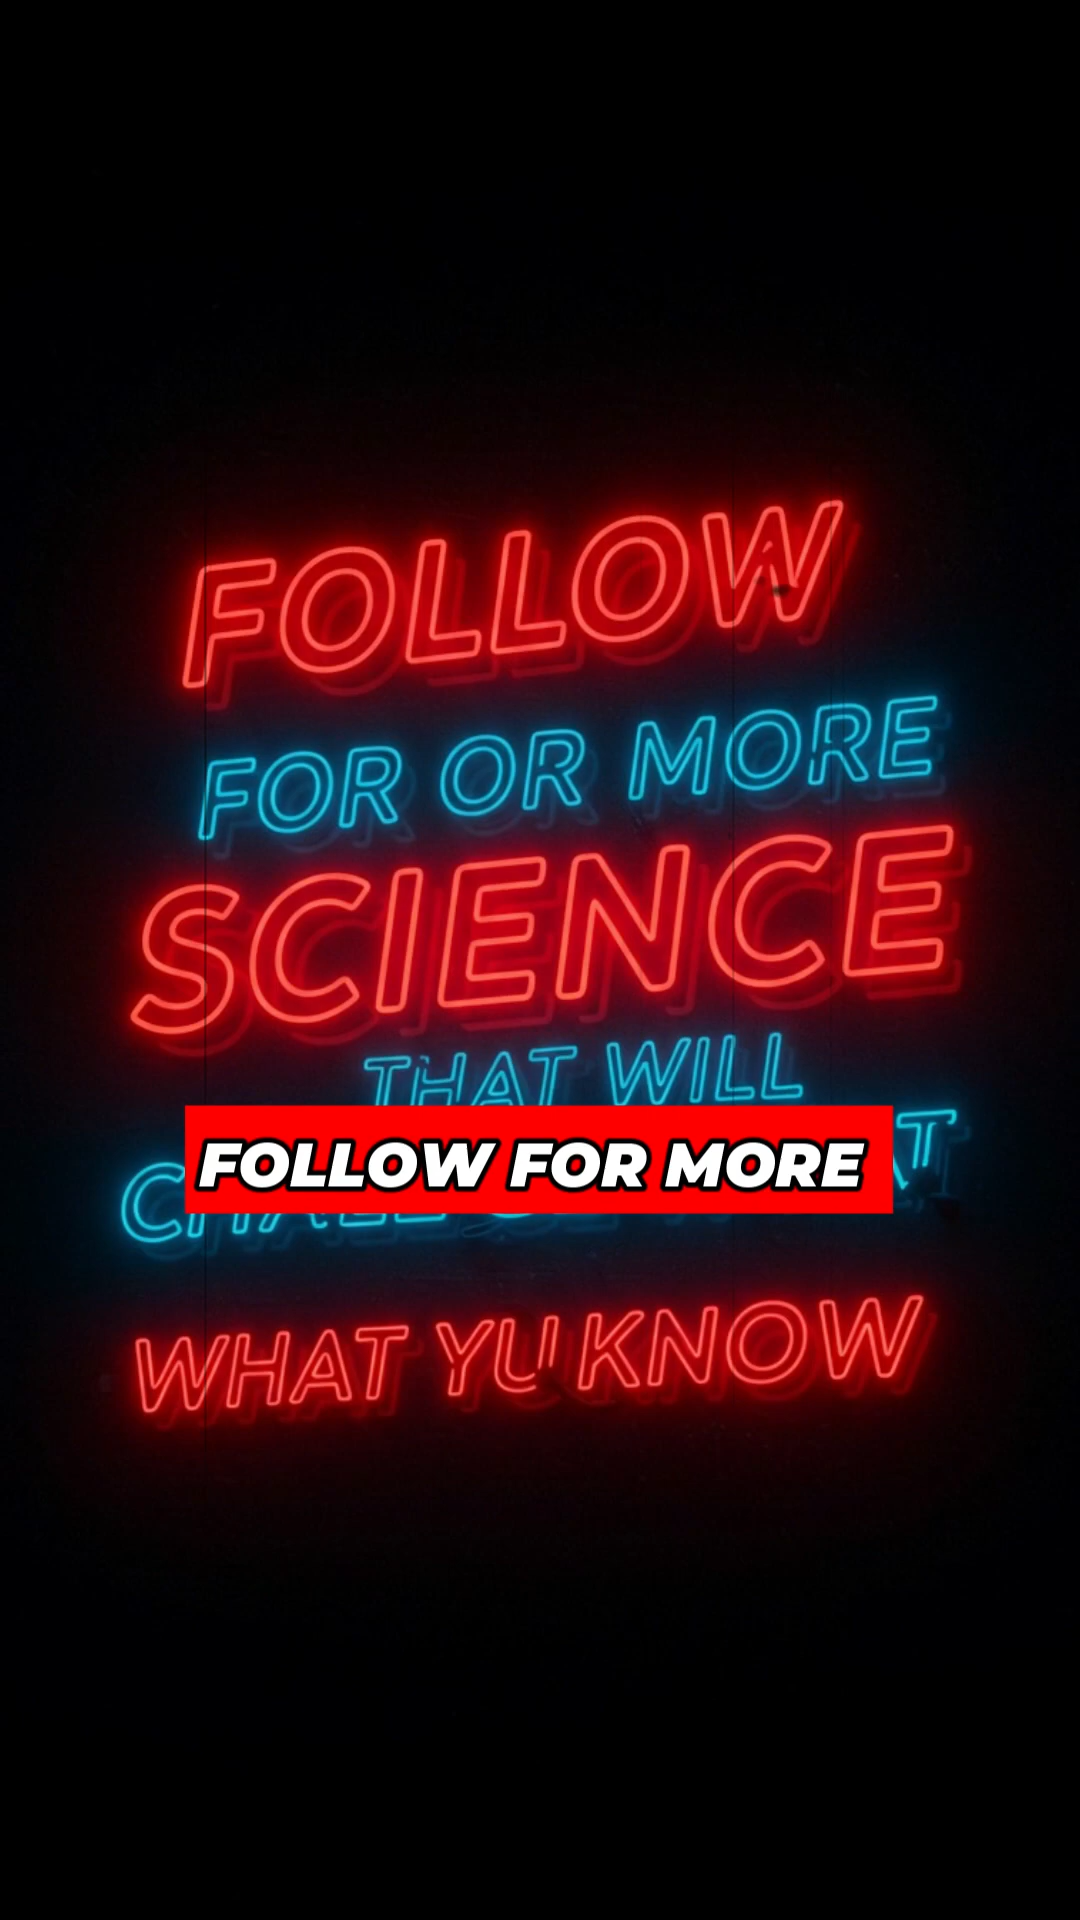 FOLLOW
FOR OR MORE
SCIENCE
THAT WILL
FOLLOW FOR MORE
WHAT YU KNOW